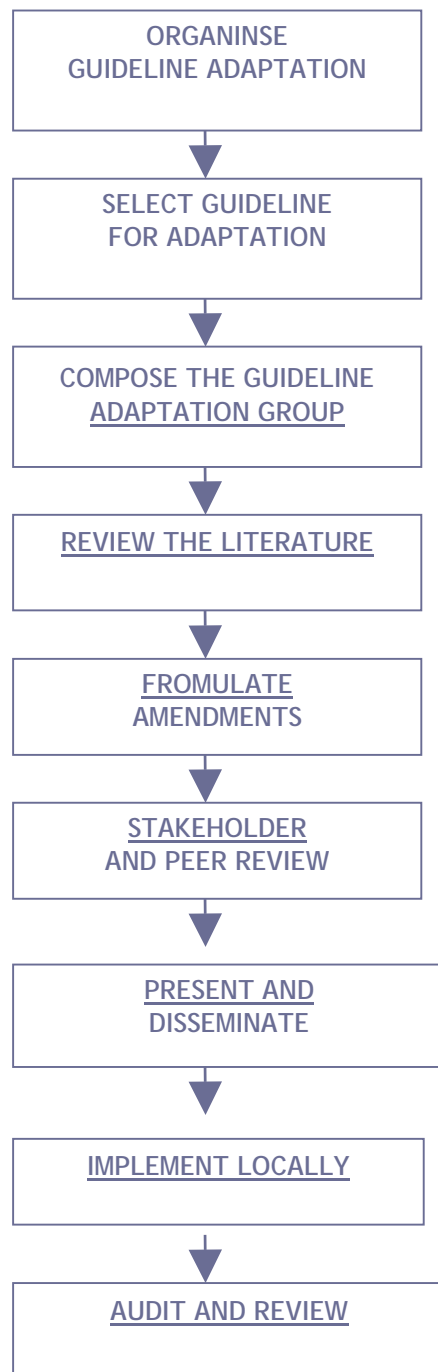 ORGANINSE
GUIDELINE ADAPTATION
SELECT GUIDELINE
FOR ADAPTATION
COMPOSE THE GUIDELINE
ADAPTATION GROUP
REVIEW THE LITERATURE
FROMULATE
AMENDMENTS
STAKEHOLDER
AND PEER REVIEW
PRESENT AND
DISSEMINATE
IMPLEMENT LOCALLY
AUDIT AND REVIEW